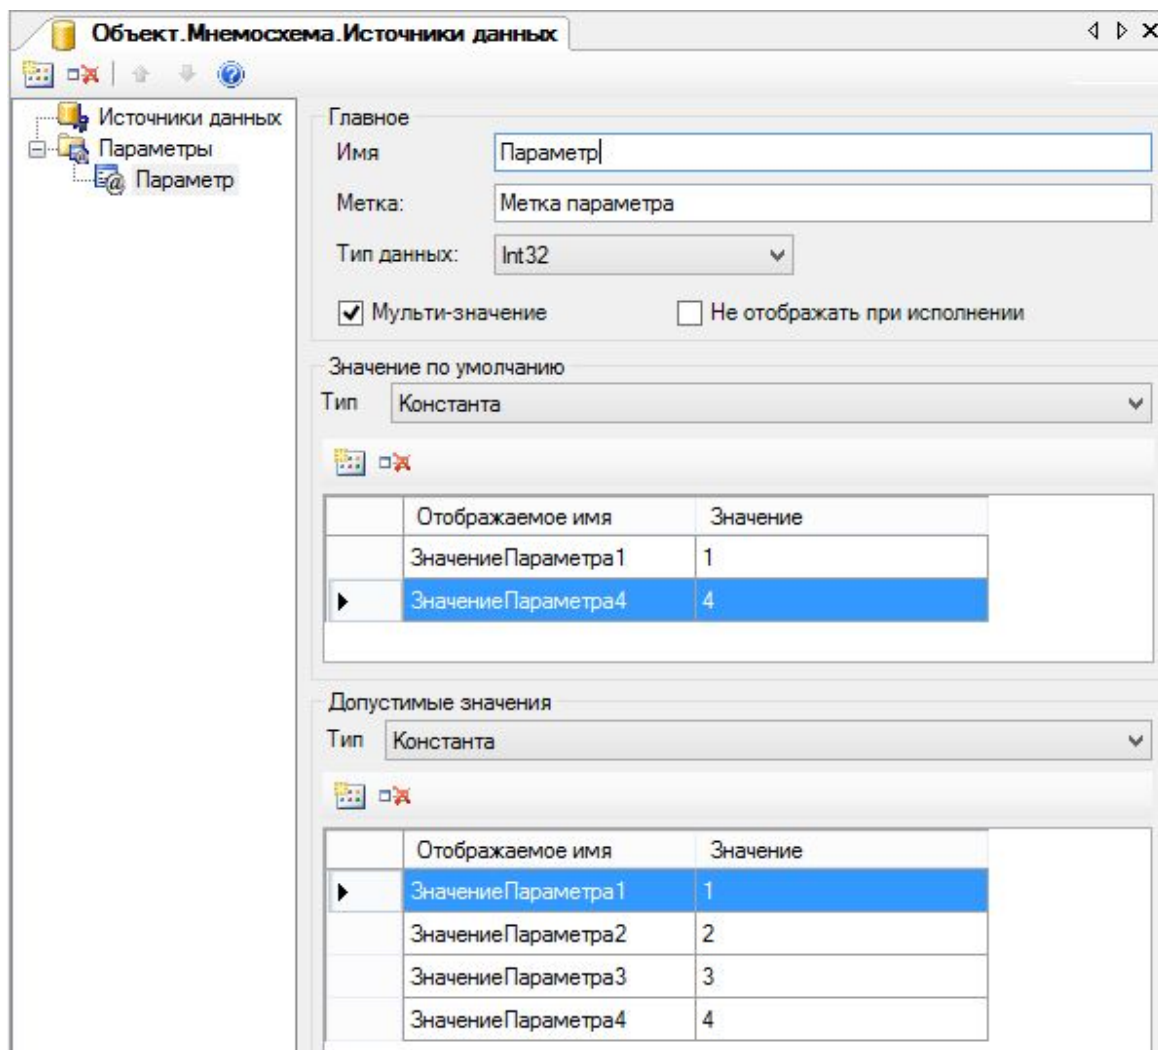 Объект.Мнемосхема.Источники данных
Источники данных
Параметры
Параметр
Главное
Имя Параметр
Метка: Метка параметра
Тип данных: Int32
Мульти-значение Не отображать при исполнении
Значение по умолчанию
Тип Константа
Отображаемое имя Значение
ЗначениеПараметра1 1
ЗначениеПараметра4 4
Допустимые значения
Тип Константа
Отображаемое имя Значение
ЗначениеПараметра1 1
ЗначениеПараметра2 2
ЗначениеПараметра3 3
ЗначениеПараметра4 4